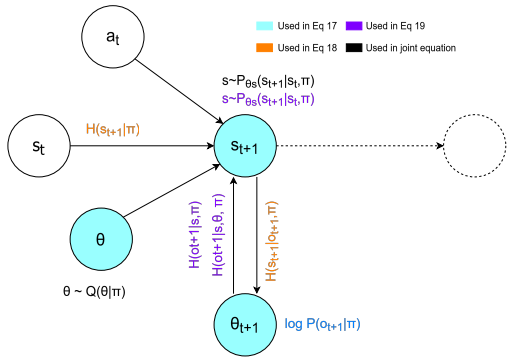 a_t
Used in Eq 17
Used in Eq 19
Used in Eq 18
Used in joint equation
s~P_θs(s_t+1|s_t,π)
s~P_θs(s_t+1|s_t,π)
H(s_t+1|π)
s_t
s_t+1
H(ot+1|s,π)
H(ot+1|s,θ, π)
H(s_t+1|o_t+1,π)
θ
θ ~ Q(θ|π)
θ_t+1
log P(o_t+1|π)